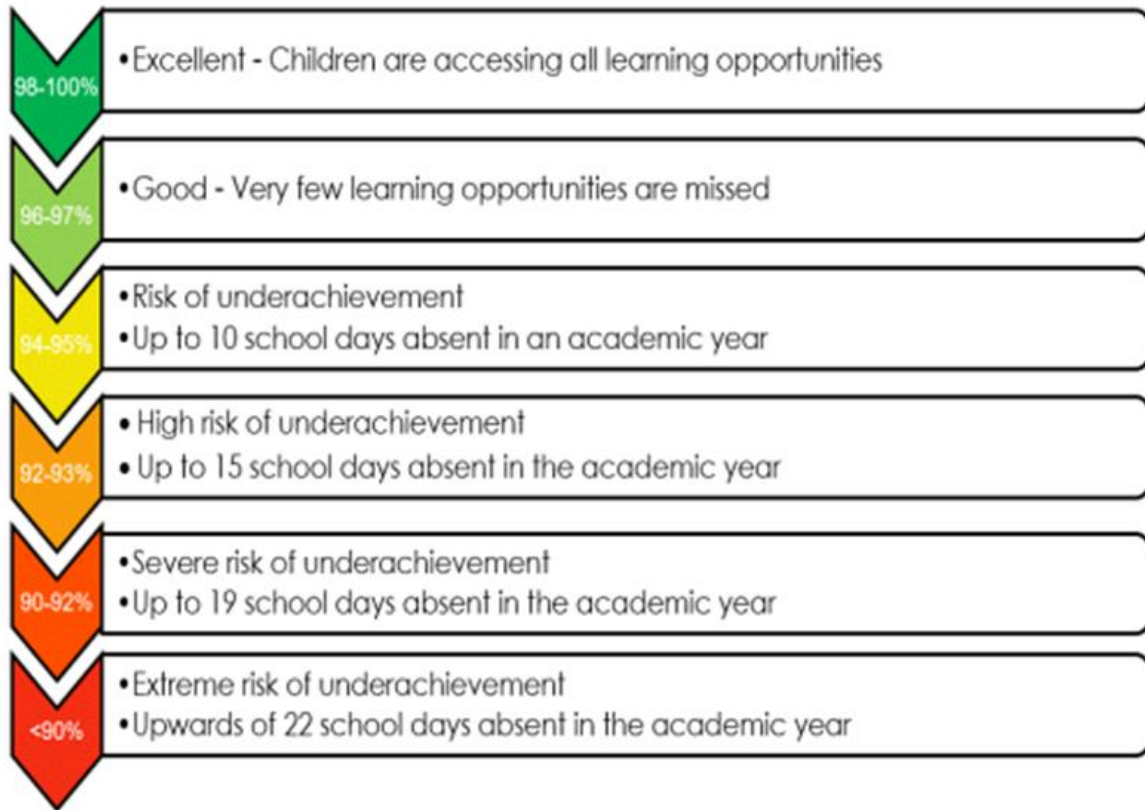 98-100%
•Excellent - Children are accessing all learning opportunities
96-97%
•Good - Very few learning opportunities are missed
94-95%
•Risk of underachievement
•Up to 10 school days absent in an academic year
92-93%
• High risk of underachievement
• Up to 15 school days absent in the academic year
90-92%
•Severe risk of underachievement
•Up to 19 school days absent in the academic year
<90%
•Extreme risk of underachievement
•Upwards of 22 school days absent in the academic year